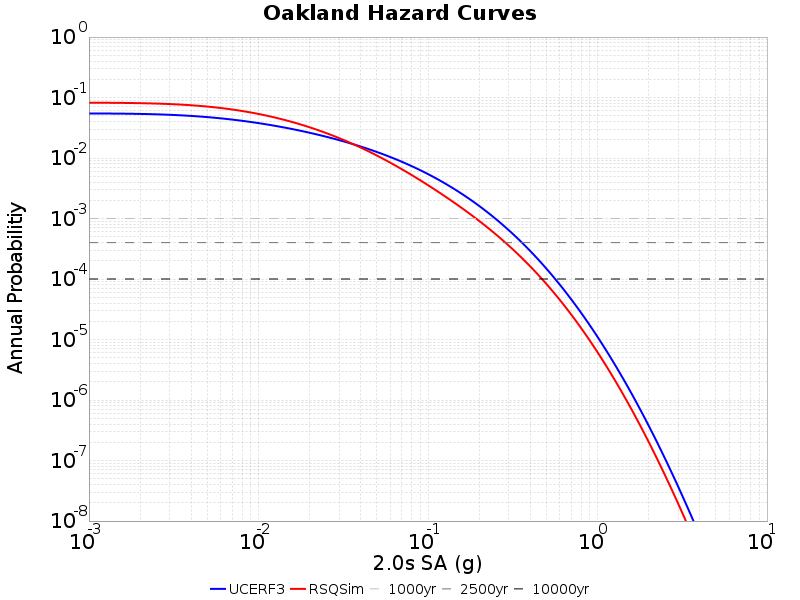 Oakland Hazard Curves
10^0
10^-1
10^-2
10^-3
10^-4
10^-5
10^-6
10^-7
10^-8
Annual Probabilitiy
10^-3 10^-2 10^-1 10^0 10^1
2.0s SA (g)
UCERF3 RSQSim 1000yr 2500yr 10000yr